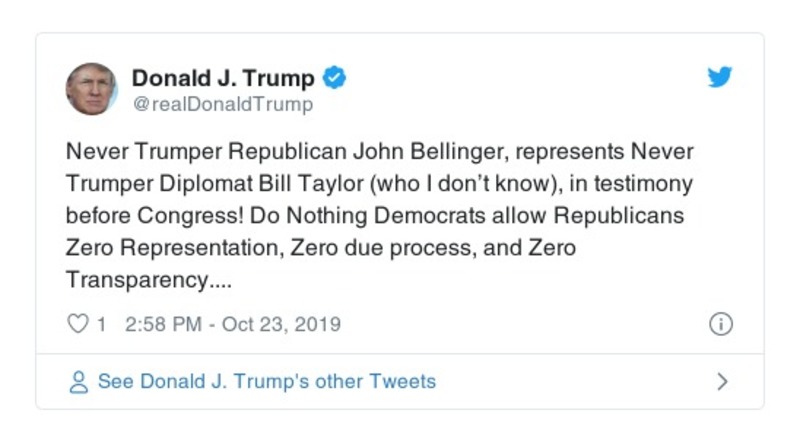 Donald J. Trump
@realDonaldTrump
Never Trumper Republican John Bellinger, represents Never
Trumper Diplomat Bill Taylor (who I don’t know), in testimony
before Congress! Do Nothing Democrats allow Republicans
Zero Representation, Zero due process, and Zero
Transparency....
1 2:58 PM - Oct 23, 2019
See Donald J. Trump's other Tweets